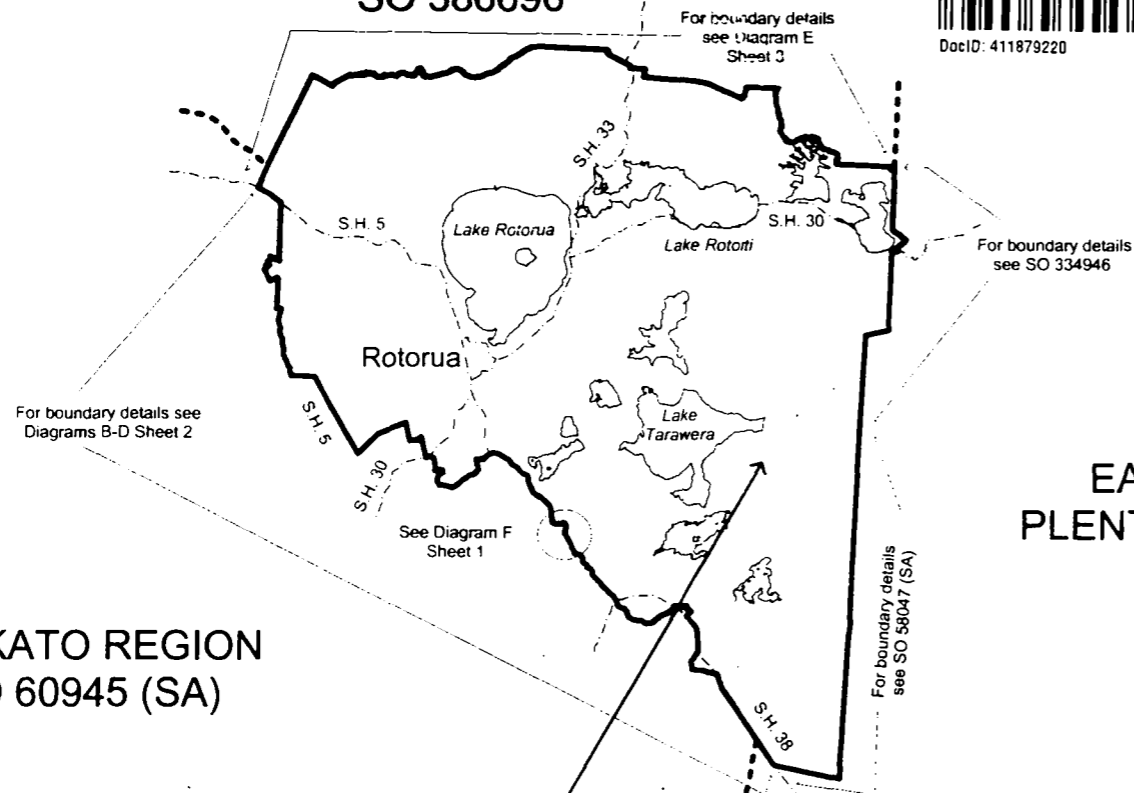 SO 586696
DocID: 411879220
For boundary details
see Diagram E
Sheet 3
S.H. 33
S.H. 5
Lake Rotorua
S.H. 30
Lake Rotoiti
For boundary details
see SO 334946
Rotorua
For boundary details see
Diagrams B-D Sheet 2
S.H. 5
Lake
Tarawera
S.H. 30
See Diagram F
Sheet 1
EA
PLENT
For boundary details
see SO 58047 (SA)
KATO REGION
60945 (SA)
S.H. 38